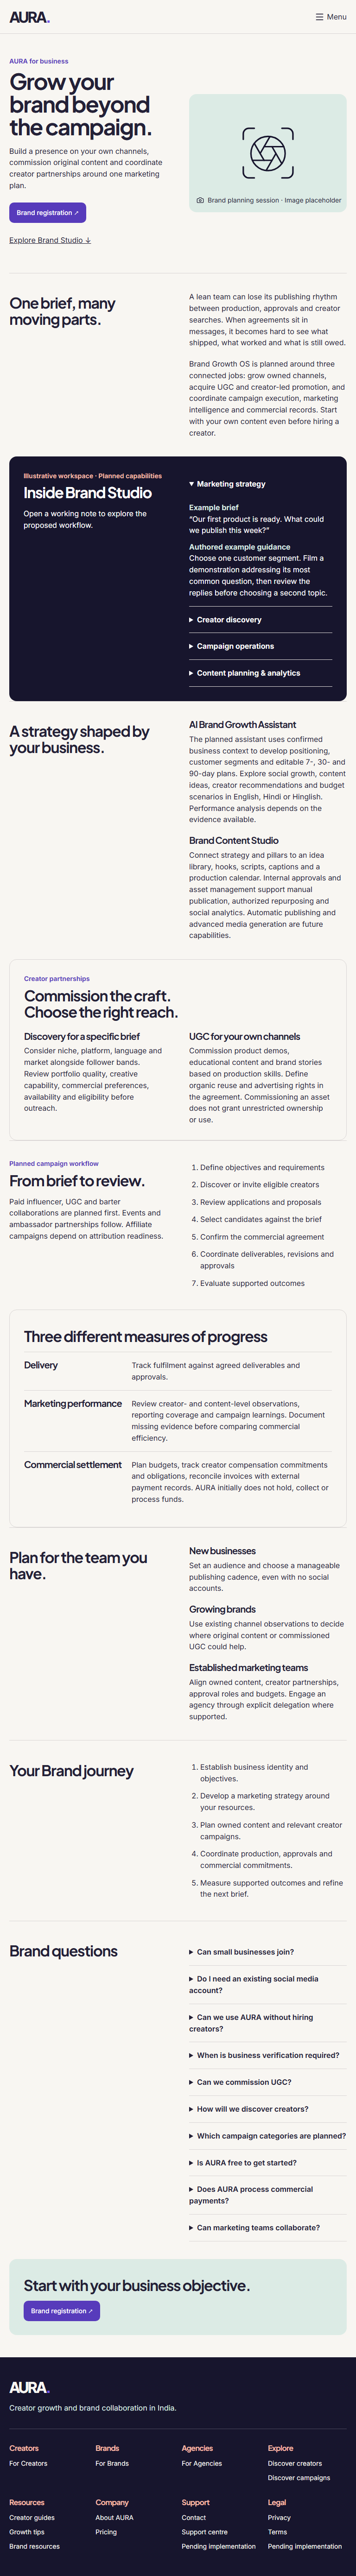 AURA.
Menu
AURA for business
Grow your
brand beyond
the campaign.
Build a presence on your own channels,
commission original content and coordinate
creator partnerships around one marketing
plan.
Brand registration ↗
Explore Brand Studio ↓
Brand planning session · Image placeholder
One brief, many
moving parts.
A lean team can lose its publishing rhythm
between production, approvals and creator
searches. When agreements sit in
messages, it becomes hard to see what
shipped, what worked and what is still owed.
Brand Growth OS is planned around three
connected jobs: grow owned channels,
acquire UGC and creator-led promotion, and
coordinate campaign execution, marketing
intelligence and commercial records. Start
with your own content even before hiring a
creator.
Illustrative workspace · Planned capabilities
Inside Brand Studio
Open a working note to explore the
proposed workflow.
▼ Marketing strategy
Example brief
“Our first product is ready. What could
we publish this week?”
Authored example guidance
Choose one customer segment. Film a
demonstration addressing its most
common question, then review the
replies before choosing a second topic.
▶ Creator discovery
▶ Campaign operations
▶ Content planning & analytics
A strategy shaped by
your business.
AI Brand Growth Assistant
The planned assistant uses confirmed
business context to develop positioning,
customer segments and editable 7-, 30- and
90-day plans. Explore social growth, content
ideas, creator recommendations and budget
scenarios in English, Hindi or Hinglish.
Performance analysis depends on the
evidence available.
Brand Content Studio
Connect strategy and pillars to an idea
library, hooks, scripts, captions and a
production calendar. Internal approvals and
asset management support manual
publication, authorized repurposing and
social analytics. Automatic publishing and
advanced media generation are future
capabilities.
Creator partnerships
Commission the craft.
Choose the right reach.
Discovery for a specific brief
Consider niche, platform, language and
market alongside follower bands.
Review portfolio quality, creative
capability, commercial preferences,
availability and eligibility before
outreach.
UGC for your own channels
Commission product demos,
educational content and brand stories
based on production skills. Define
organic reuse and advertising rights in
the agreement. Commissioning an asset
does not grant unrestricted ownership
or use.
Planned campaign workflow
From brief to review.
Paid influencer, UGC and barter
collaborations are planned first. Events and
ambassador partnerships follow. Affiliate
campaigns depend on attribution readiness.
1. Define objectives and requirements
2. Discover or invite eligible creators
3. Review applications and proposals
4. Select candidates against the brief
5. Confirm the commercial agreement
6. Coordinate deliverables, revisions and
approvals
7. Evaluate supported outcomes
Three different measures of progress
Delivery
Track fulfilment against agreed deliverables and
approvals.
Marketing performance
Review creator- and content-level observations,
reporting coverage and campaign learnings. Document
missing evidence before comparing commercial
efficiency.
Commercial settlement
Plan budgets, track creator compensation commitments
and obligations, reconcile invoices with external
payment records. AURA initially does not hold, collect or
process funds.
Plan for the team you
have.
New businesses
Set an audience and choose a manageable
publishing cadence, even with no social
accounts.
Growing brands
Use existing channel observations to decide
where original content or commissioned
UGC could help.
Established marketing teams
Align owned content, creator partnerships,
approval roles and budgets. Engage an
agency through explicit delegation where
supported.
Your Brand journey
1. Establish business identity and
objectives.
2. Develop a marketing strategy around
your resources.
3. Plan owned content and relevant creator
campaigns.
4. Coordinate production, approvals and
commercial commitments.
5. Measure supported outcomes and refine
the next brief.
Brand questions
▶ Can small businesses join?
▶ Do I need an existing social media
account?
▶ Can we use AURA without hiring
creators?
▶ When is business verification required?
▶ Can we commission UGC?
▶ How will we discover creators?
▶ Which campaign categories are planned?
▶ Is AURA free to get started?
▶ Does AURA process commercial
payments?
▶ Can marketing teams collaborate?
Start with your business objective.
Brand registration ↗
AURA.
Creator growth and brand collaboration in India.
Creators
For Creators
Brands
For Brands
Agencies
For Agencies
Explore
Discover creators
Discover campaigns
Resources
Creator guides
Growth tips
Brand resources
Company
About AURA
Pricing
Support
Contact
Support centre
Pending implementation
Legal
Privacy
Terms
Pending implementation